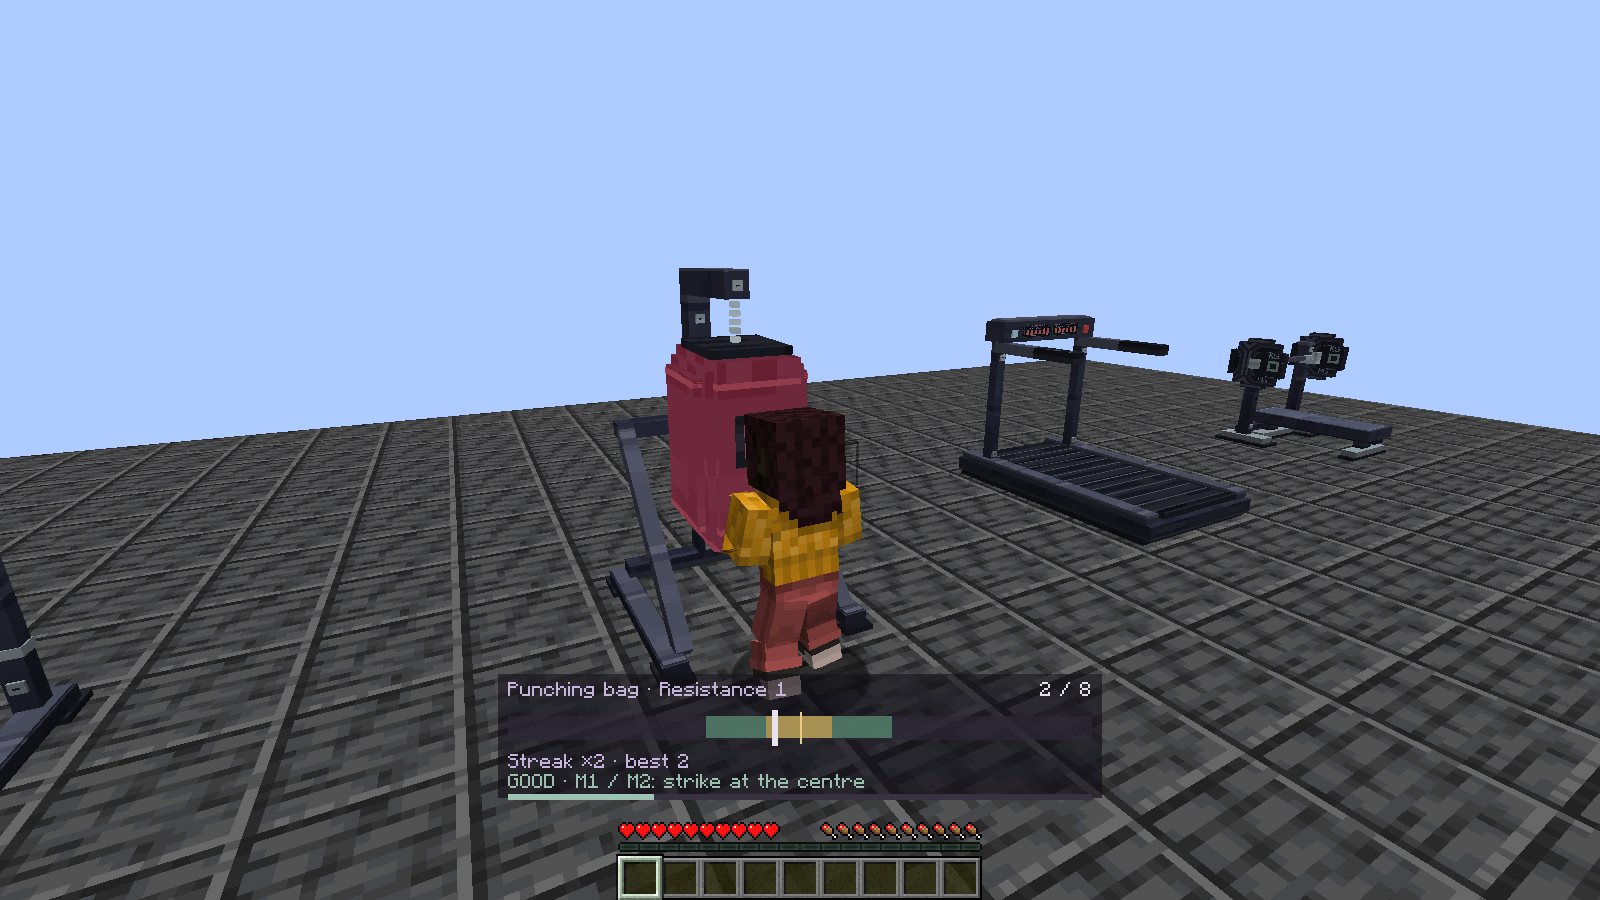 Punching bag · Resistance 1
2 / 8
Streak ×2 · best 2
GOOD · M1 / M2: strike at the centre